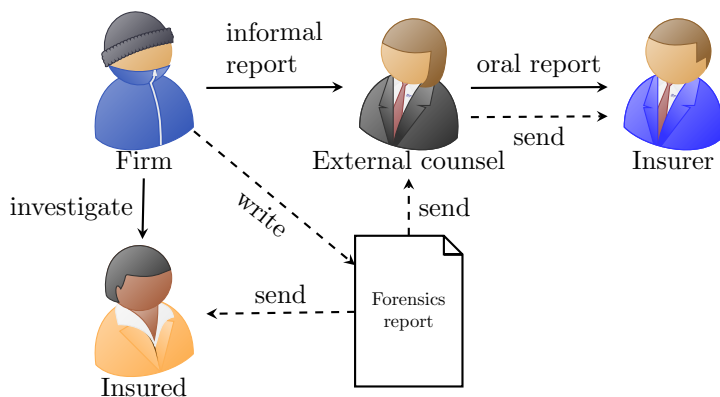 informal
report
oral report
send
Firm
External counsel
Insurer
investigate
write
send
send
Forensics
report
Insured